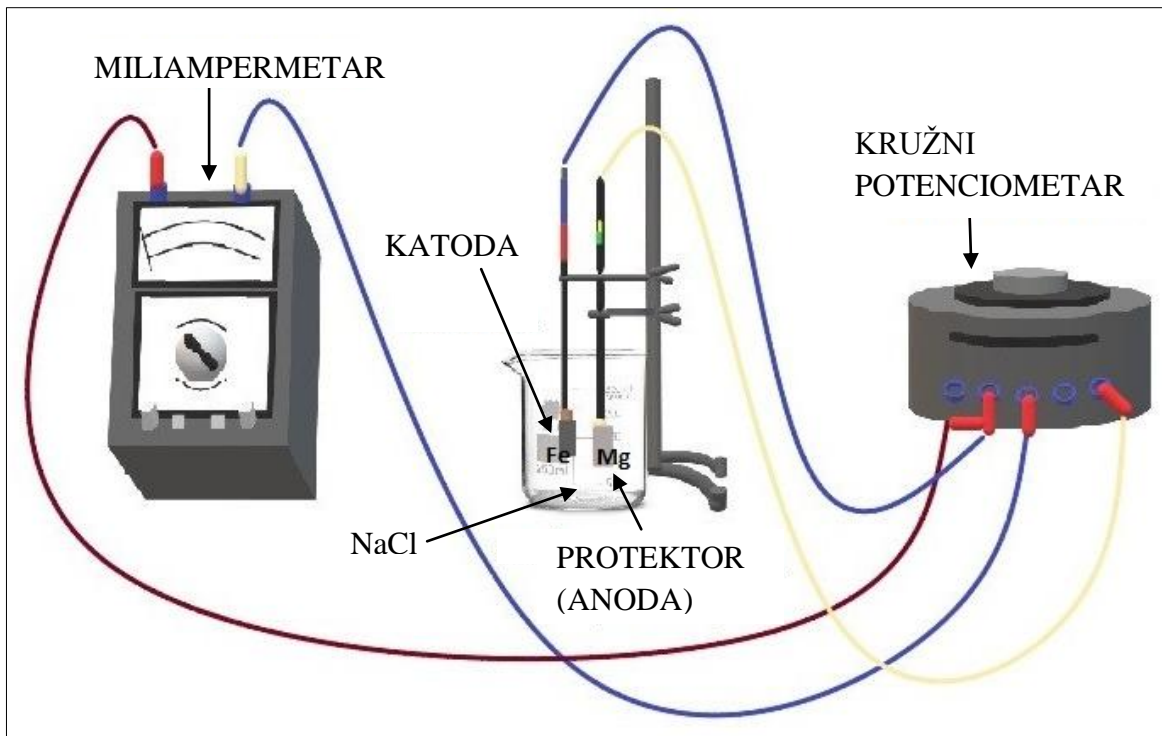 MILIAMPERMETAR
KRUŽNI
POTENCIOMETAR
KATODA
Fe
Mg
NaCl
PROTEKTOR
(ANODA)